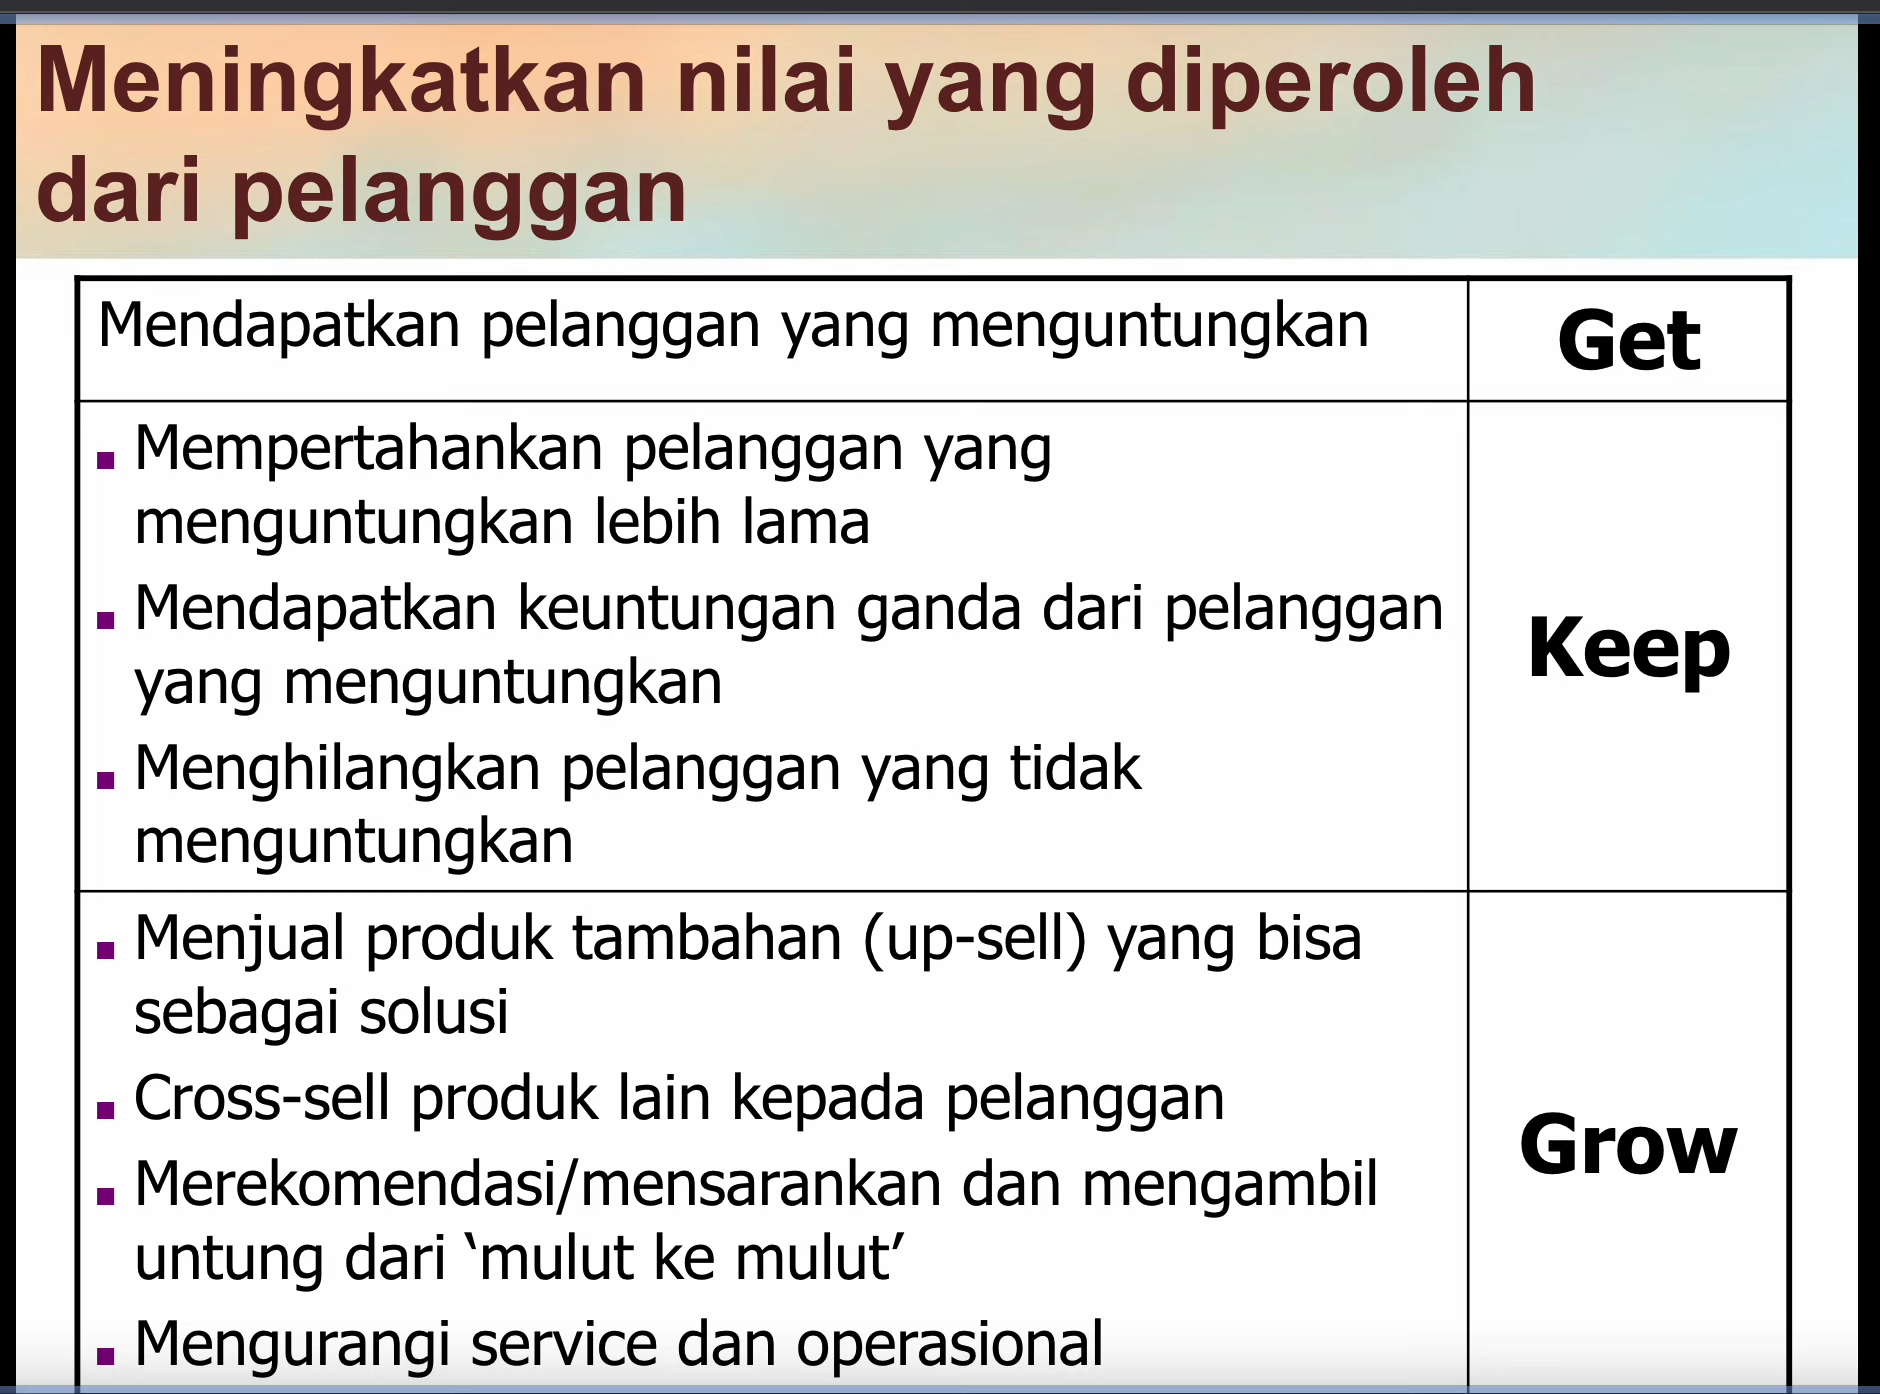 Meningkatkan nilai yang diperoleh
dari pelanggan
Mendapatkan pelanggan yang menguntungkan
Get
Mempertahankan pelanggan yang
menguntungkan lebih lama
Mendapatkan keuntungan ganda dari pelanggan
yang menguntungkan
Menghilangkan pelanggan yang tidak
menguntungkan
Keep
Menjual produk tambahan (up-sell) yang bisa
sebagai solusi
Cross-sell produk lain kepada pelanggan
Merekomendasi/mensarankan dan mengambil
untung dari ‘mulut ke mulut’
Mengurangi service dan operasional
Grow